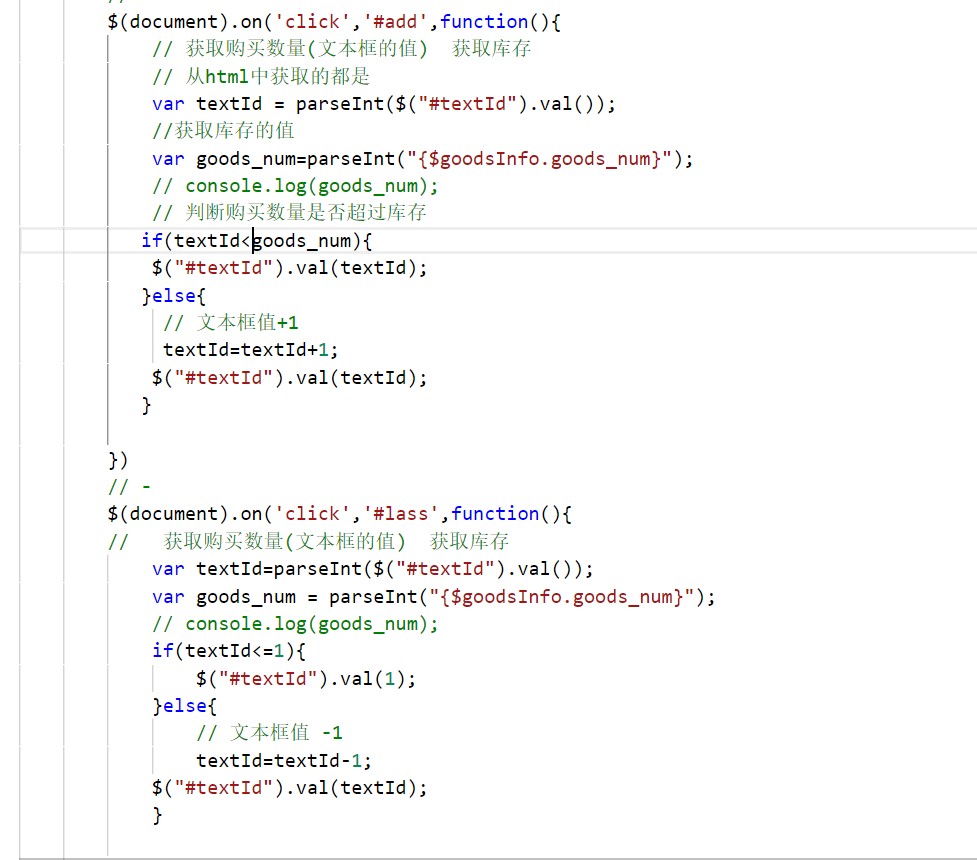 //
$(document).on('click','#add',function(){
// 获取购买数量(文本框的值)  获取库存
// 从html中获取的都是
var textId = parseInt($("#textId").val());
//获取库存的值
var goods_num=parseInt("{$goodsInfo.goods_num}");
// console.log(goods_num);
// 判断购买数量是否超过库存
if(textId<goods_num){
$("#textId").val(textId);
}else{
// 文本框值+1
textId=textId+1;
$("#textId").val(textId);
}
})
// -
$(document).on('click','#lass',function(){
//   获取购买数量(文本框的值)  获取库存
var textId=parseInt($("#textId").val());
var goods_num = parseInt("{$goodsInfo.goods_num}");
// console.log(goods_num);
if(textId<=1){
$("#textId").val(1);
}else{
// 文本框值 -1
textId=textId-1;
$("#textId").val(textId);
}